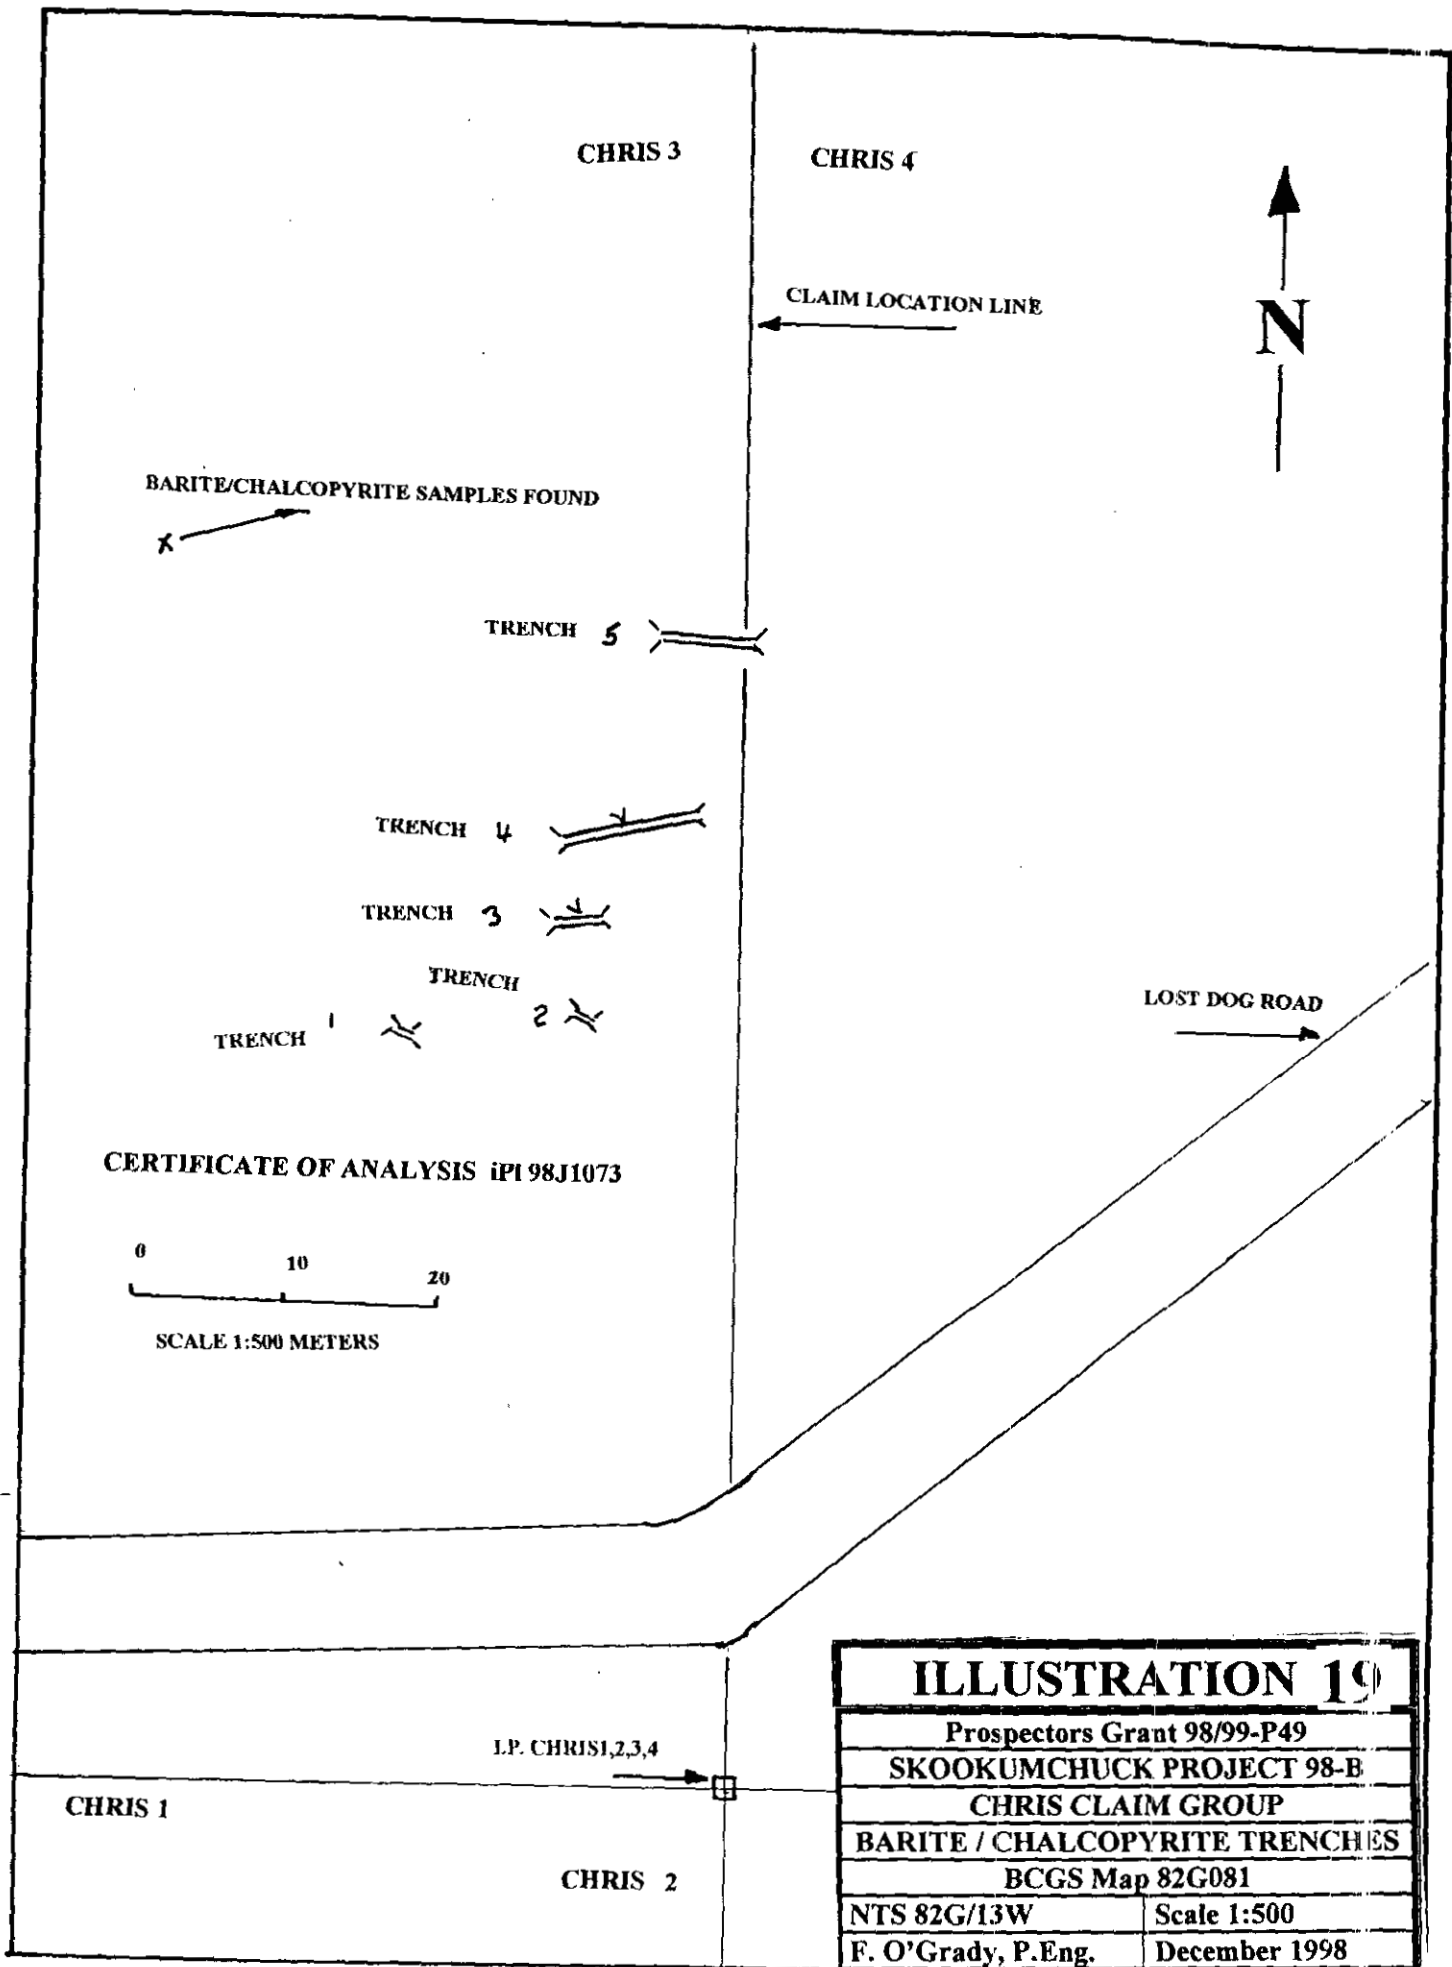 CHRIS 3
CHRIS 4
CLAIM LOCATION LINE
N
BARITE/CHALCOPYRITE SAMPLES FOUND
X
TRENCH 5
TRENCH 4
TRENCH 3
TRENCH 2
TRENCH 1
LOST DOG ROAD
CERTIFICATE OF ANALYSIS iPl 98J1073
0 10 20
SCALE 1:500 METERS
I.P. CHRIS1,2,3,4
CHRIS 1
CHRIS 2
ILLUSTRATION 19
Prospectors Grant 98/99-P49
SKOOKUMCHUCK PROJECT 98-B
CHRIS CLAIM GROUP
BARITE / CHALCOPYRITE TRENCHES
BCGS Map 82G081
NTS 82G/13W Scale 1:500
F. O'Grady, P.Eng. December 1998